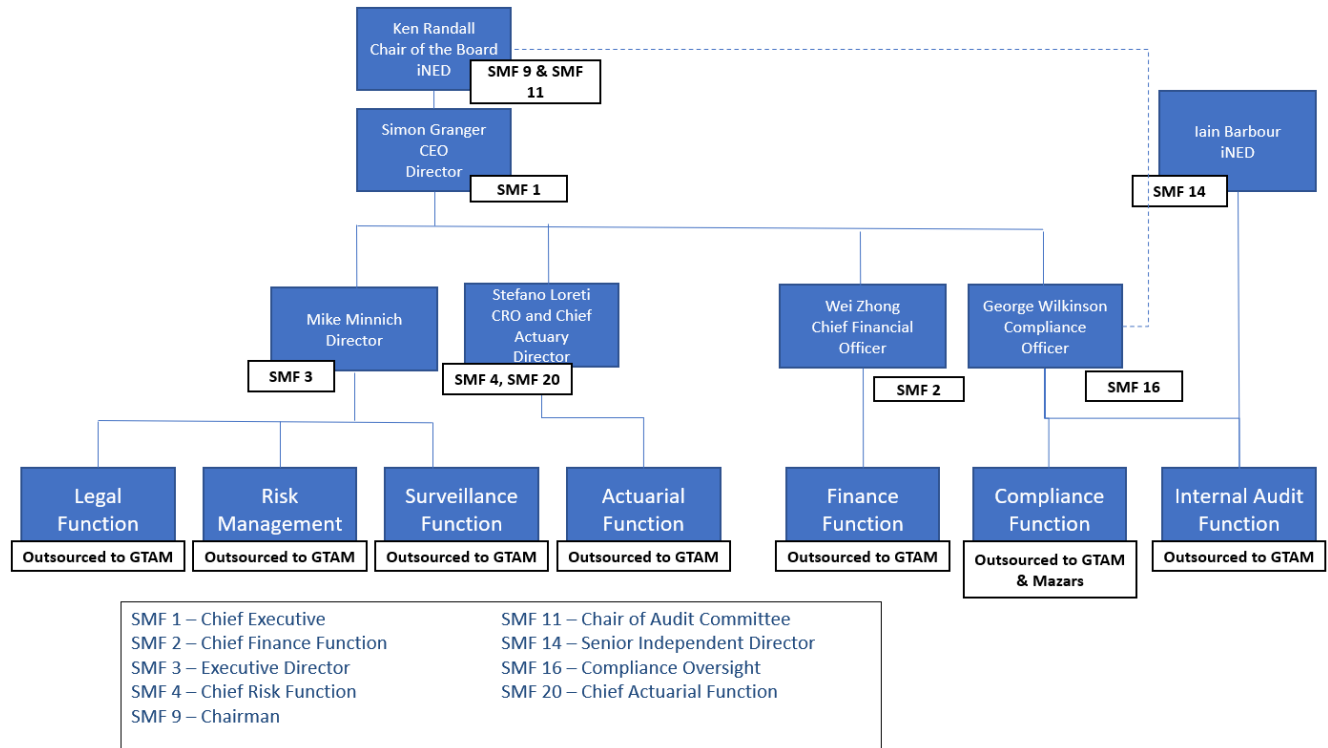 Ken Randall
Chair of the Board
iNED
SMF 9 & SMF
11
Simon Granger
CEO
Director
SMF 1
Iain Barbour
iNED
SMF 14
Mike Minnich
Director
SMF 3
Stefano Loreti
CRO and Chief
Actuary
Director
SMF 4, SMF 20
Wei Zhong
Chief Financial
Officer
SMF 2
George Wilkinson
Compliance
Officer
SMF 16
Legal
Function
Outsourced to GTAM
Risk
Management
Outsourced to GTAM
Surveillance
Function
Outsourced to GTAM
Actuarial
Function
Outsourced to GTAM
Finance
Function
Outsourced to GTAM
Compliance
Function
Outsourced to GTAM
& Mazars
Internal Audit
Function
Outsourced to GTAM
SMF 1 – Chief Executive
SMF 2 – Chief Finance Function
SMF 3 – Executive Director
SMF 4 – Chief Risk Function
SMF 9 – Chairman
SMF 11 – Chair of Audit Committee
SMF 14 – Senior Independent Director
SMF 16 – Compliance Oversight
SMF 20 – Chief Actuarial Function